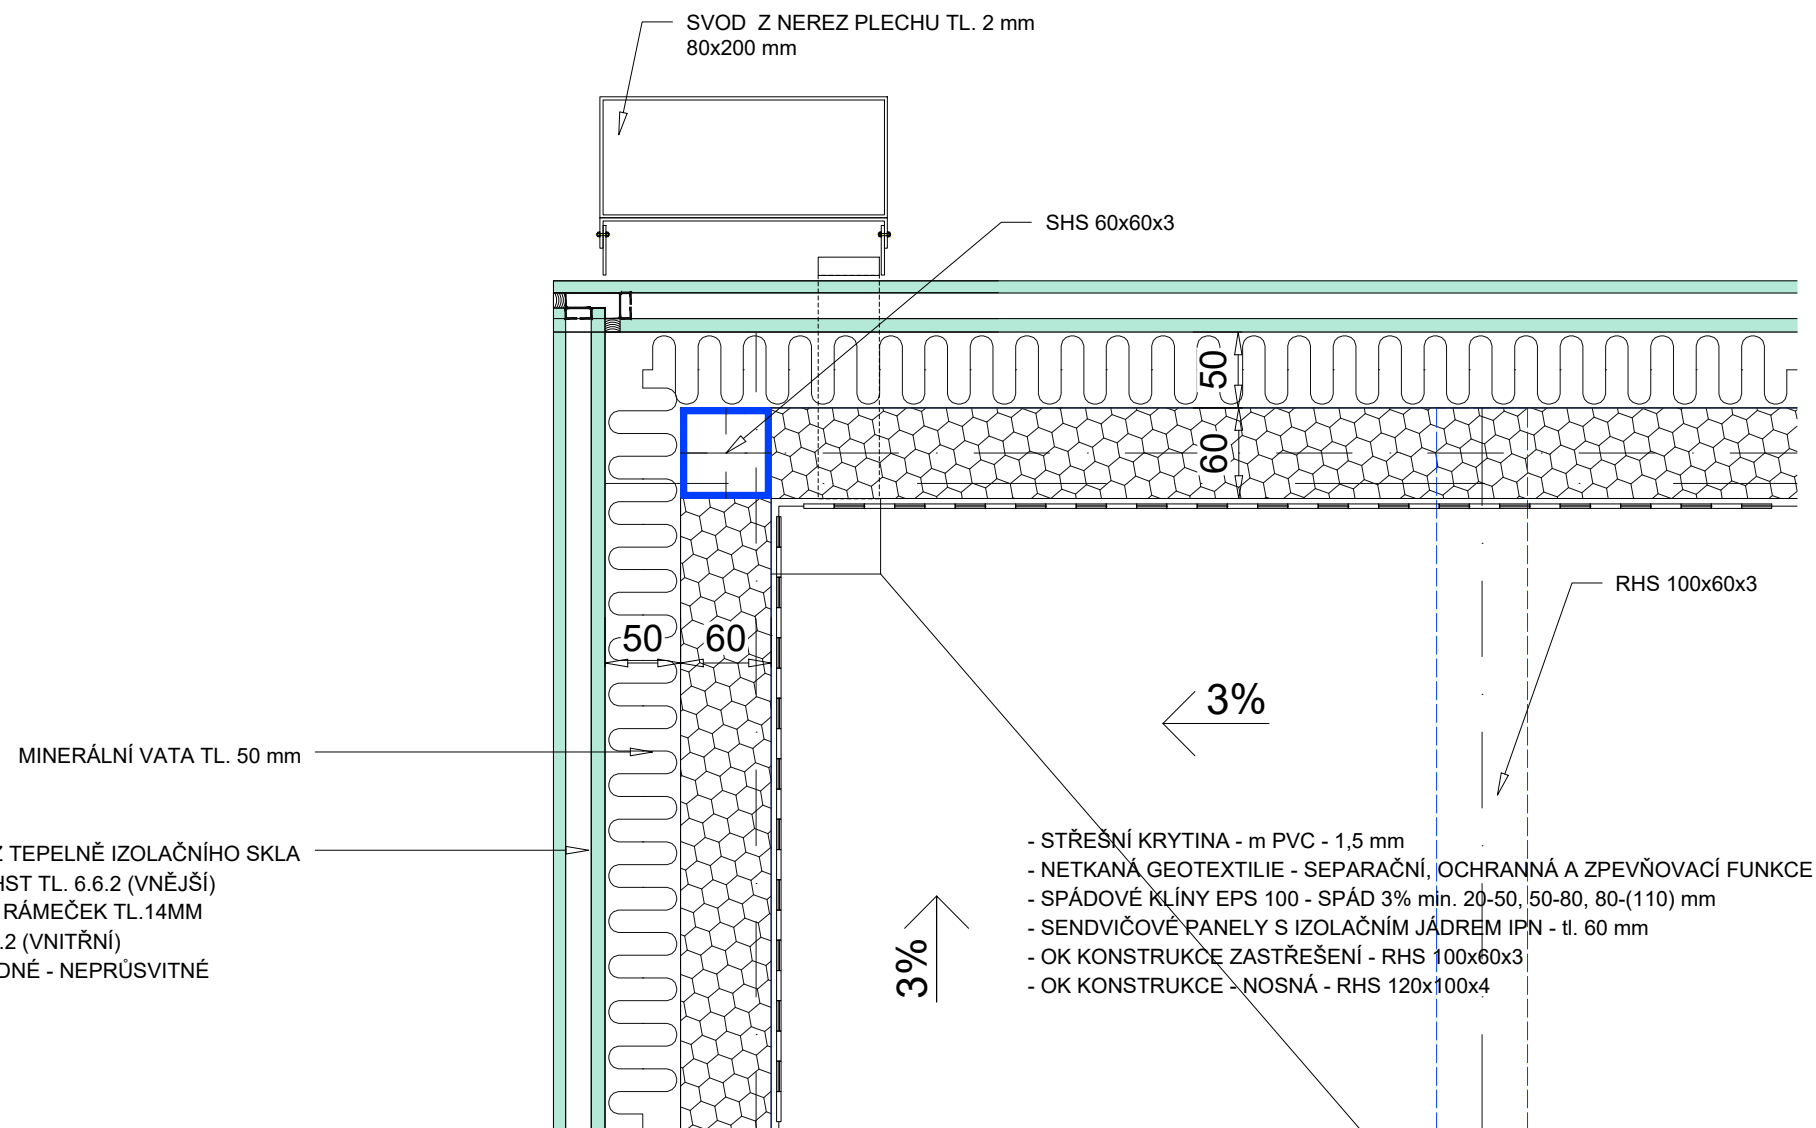 SVOD Z NEREZ PLECHU TL. 2 mm
80x200 mm
SHS 60x60x3
50
60
RHS 100x60x3
50
60
3%
MINERÁLNÍ VATA TL. 50 mm
Z TEPELNĚ IZOLAČNÍHO SKLA
HST TL. 6.6.2 (VNĚJŠÍ)
RÁMEČEK TL.14MM
.2 (VNITŘNÍ)
DNÉ - NEPRŮSVITNÉ
- STŘEŠNÍ KRYTINA - m PVC - 1,5 mm
- NETKANÁ GEOTEXTILIE - SEPARAČNÍ, OCHRANNÁ A ZPEVŇOVACÍ FUNKCE
- SPÁDOVÉ KLÍNY EPS 100 - SPÁD 3% min. 20-50, 50-80, 80-(110) mm
- SENDVIČOVÉ PANELY S IZOLAČNÍM JÁDREM IPN - tl. 60 mm
- OK KONSTRUKCE ZASTŘEŠENÍ - RHS 100x60x3
- OK KONSTRUKCE - NOSNÁ - RHS 120x100x4
3%